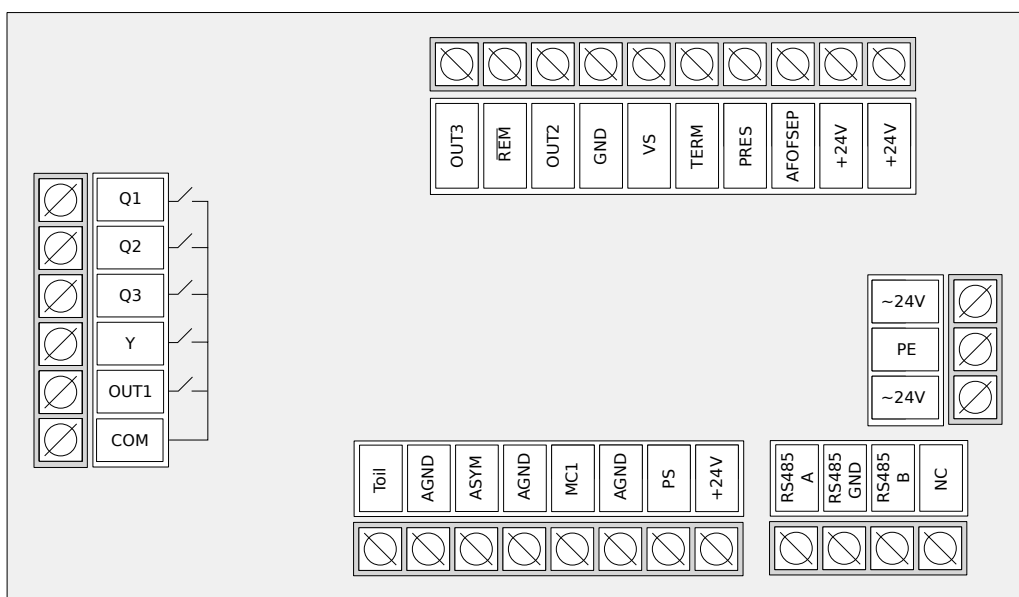 OUT3
REM
OUT2
GND
VS
TERM
PRES
AFOFSEP
+24V
+24V
Q1
Q2
Q3
Y
OUT1
COM
~24V
PE
~24V
Toil
AGND
ASYM
AGND
MC1
AGND
PS
+24V
RS485
A
RS485
GND
RS485
B
NC